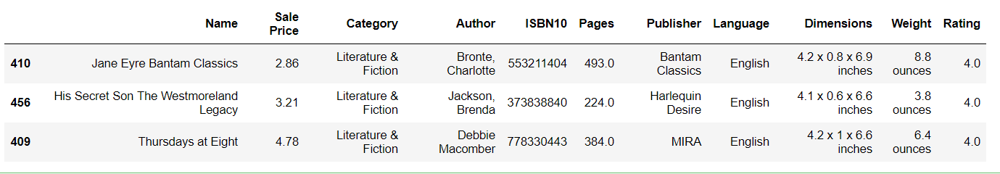 Name Sale Price Category Author ISBN10 Pages Publisher Language Dimensions Weight Rating
410 Jane Eyre Bantam Classics 2.86 Literature & Fiction Bronte, Charlotte 553211404 493.0 Bantam Classics English 4.2 x 0.8 x 6.9 inches 8.8 ounces 4.0
456 His Secret Son The Westmoreland Legacy 3.21 Literature & Fiction Jackson, Brenda 373838840 224.0 Harlequin Desire English 4.1 x 0.6 x 6.6 inches 3.8 ounces 4.0
409 Thursdays at Eight 4.78 Literature & Fiction Debbie Macomber 778330443 384.0 MIRA English 4.2 x 1 x 6.6 inches 6.4 ounces 4.0